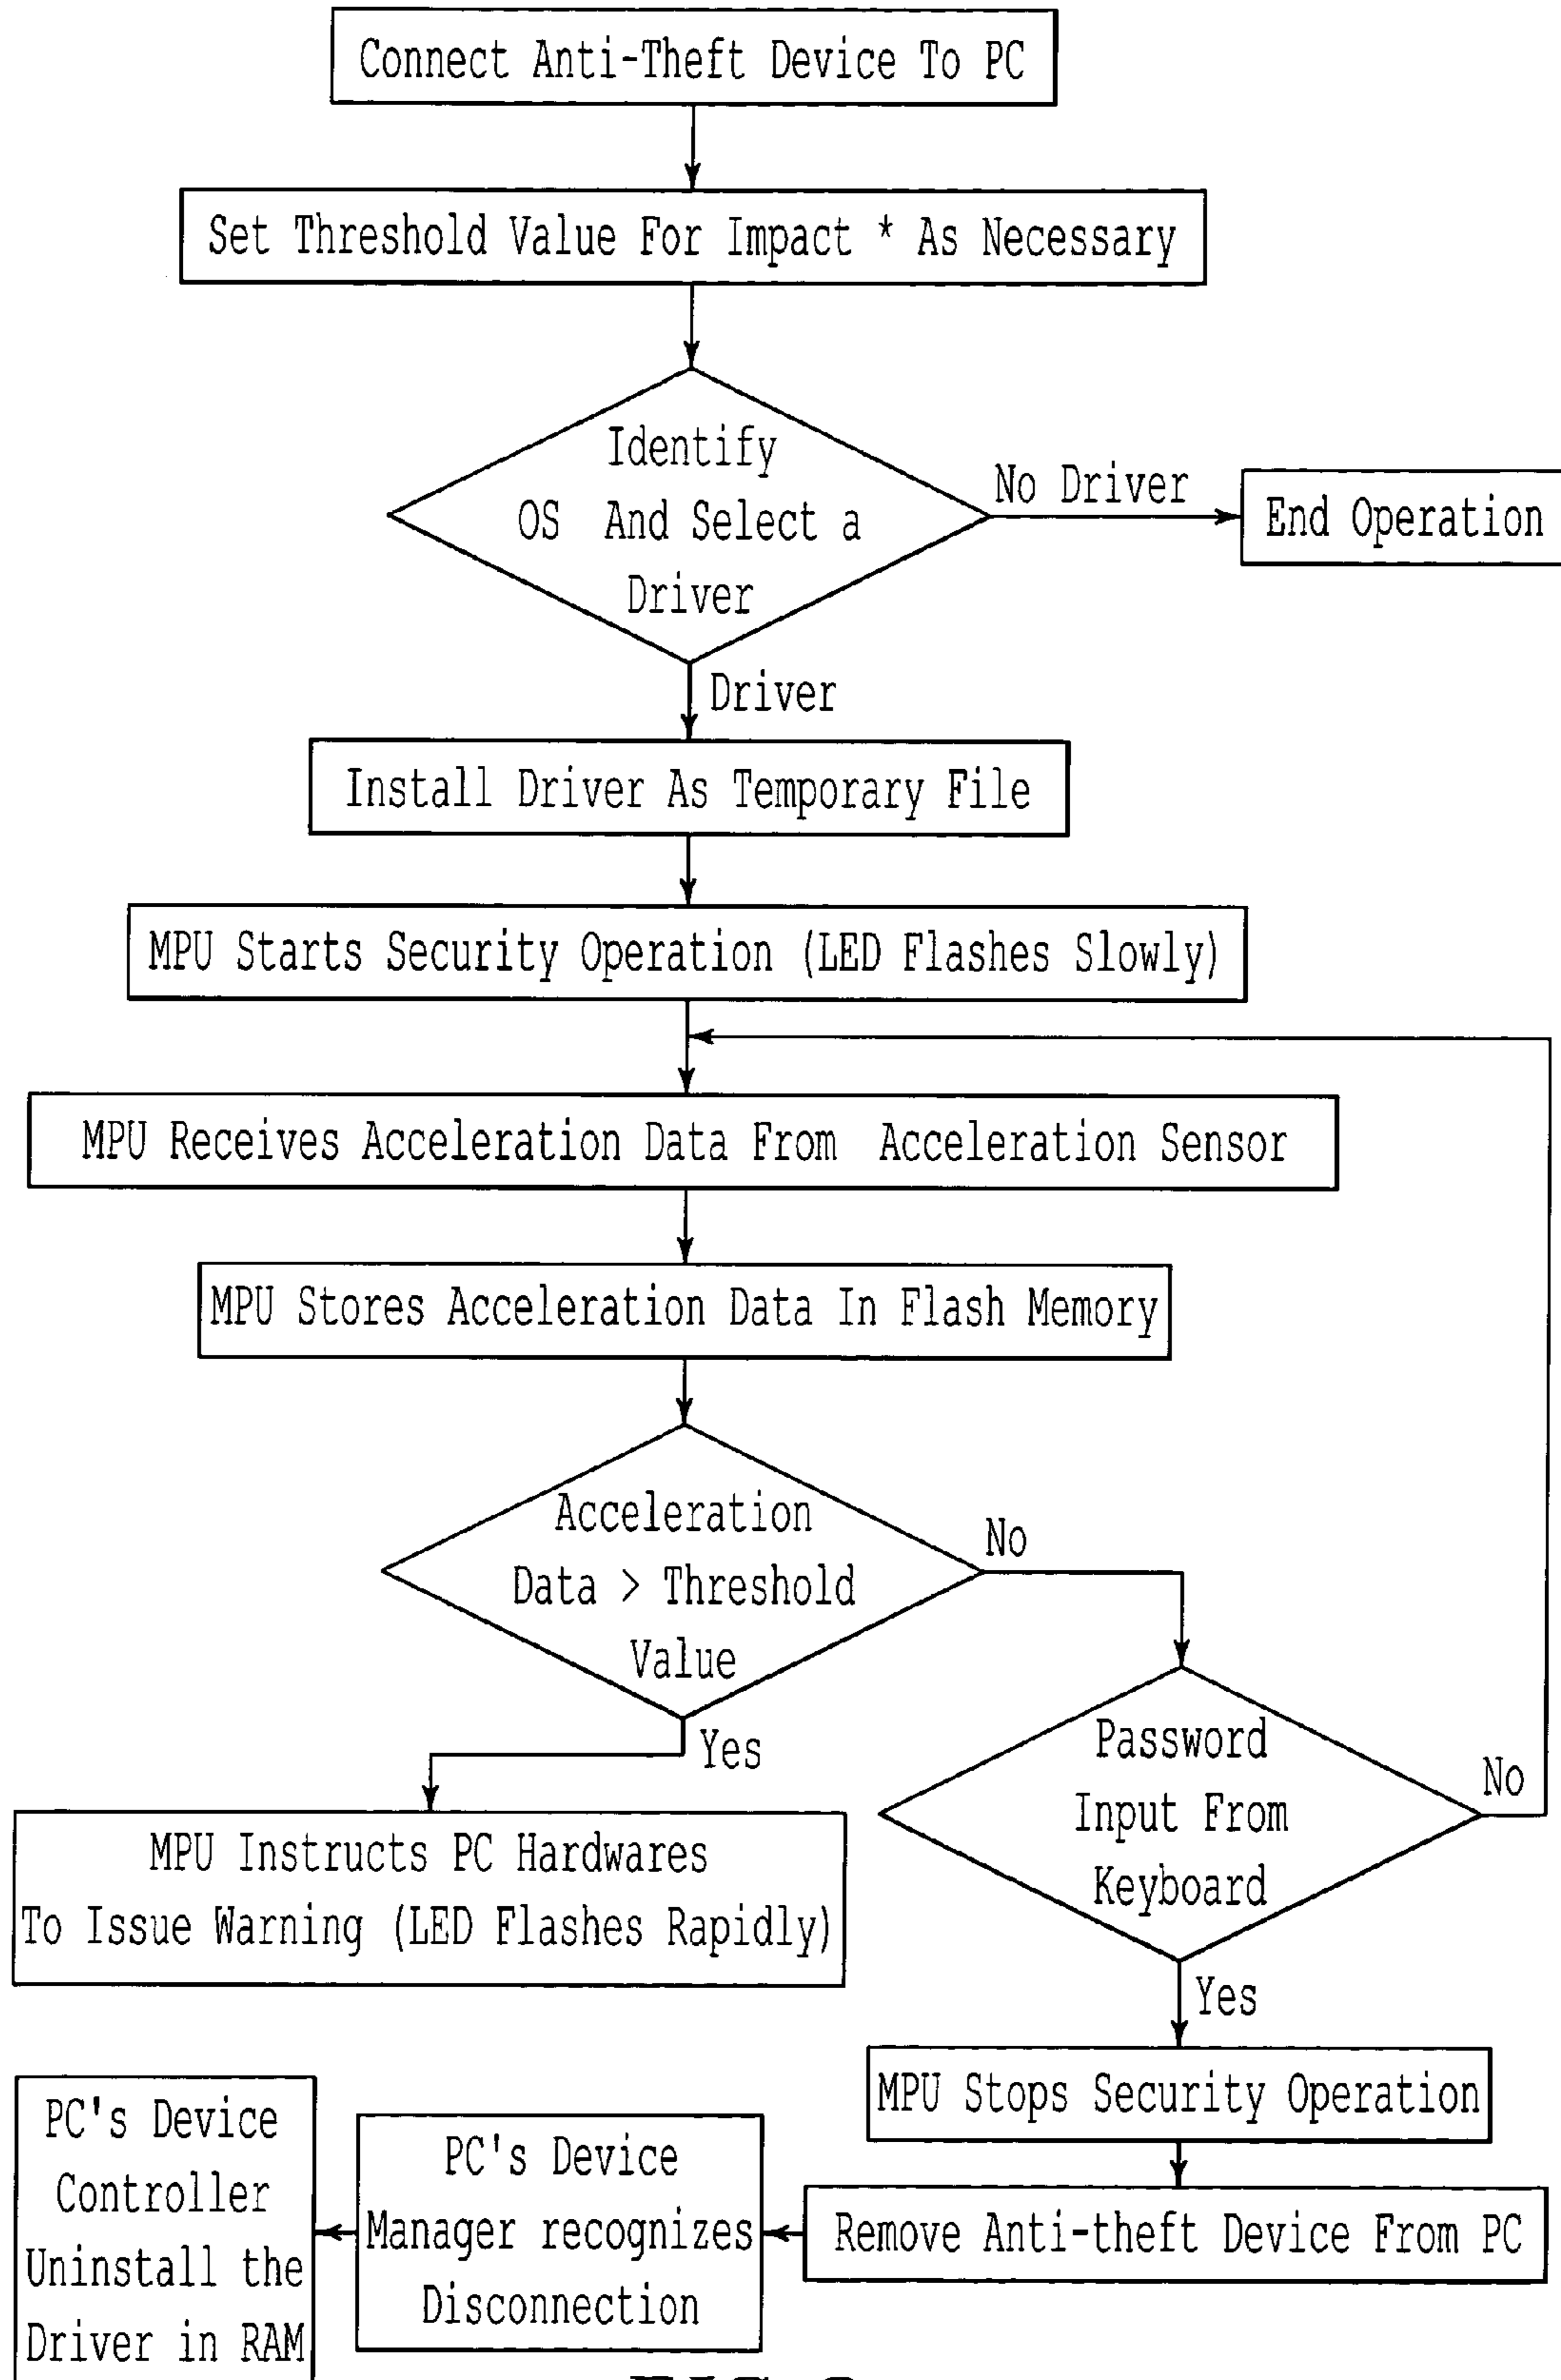 Connect Anti-Theft Device To PC
Set Threshold Value For Impact * As Necessary
Identify
OS And Select a
Driver
No Driver
End Operation
Driver
Install Driver As Temporary File
MPU Starts Security Operation (LED Flashes Slowly)
MPU Receives Acceleration Data From Acceleration Sensor
MPU Stores Acceleration Data In Flash Memory
Acceleration
Data > Threshold
Value
No
Yes
MPU Instructs PC Hardwares
To Issue Warning (LED Flashes Rapidly)
Password
Input From
Keyboard
No
Yes
MPU Stops Security Operation
Remove Anti-theft Device From PC
PC's Device
Manager recognizes
Disconnection
PC's Device
Controller
Uninstall the
Driver in RAM